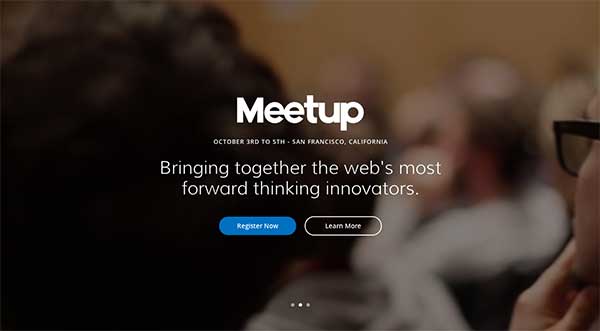 Meetup
OCTOBER 3RD TO 5TH - SAN FRANCISCO, CALIFORNIA
Bringing together the web's most
forward thinking innovators.
Register Now
Learn More